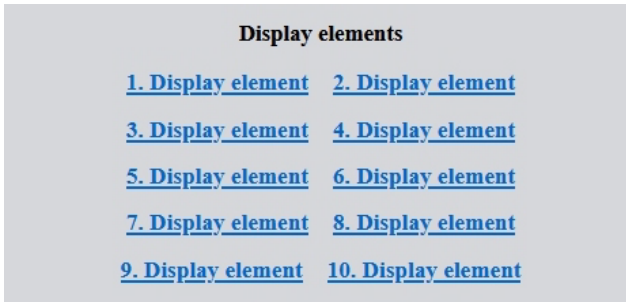 Display elements
1. Display element 2. Display element
3. Display element 4. Display element
5. Display element 6. Display element
7. Display element 8. Display element
9. Display element 10. Display element